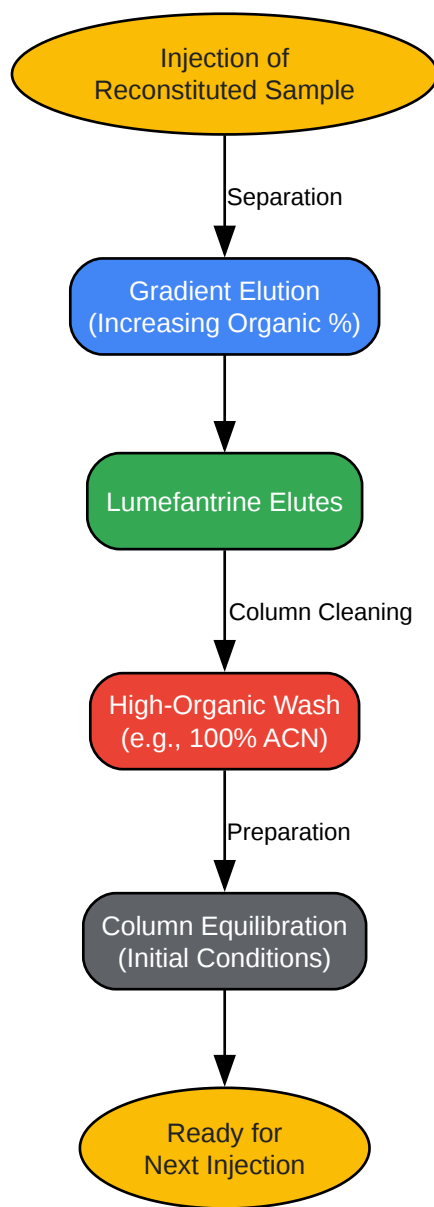 Injection of
Reconstituted Sample
Separation
Gradient Elution
(Increasing Organic %)
Lumefantrine Elutes
Column Cleaning
High-Organic Wash
(e.g., 100% ACN)
Preparation
Column Equilibration
(Initial Conditions)
Ready for
Next Injection